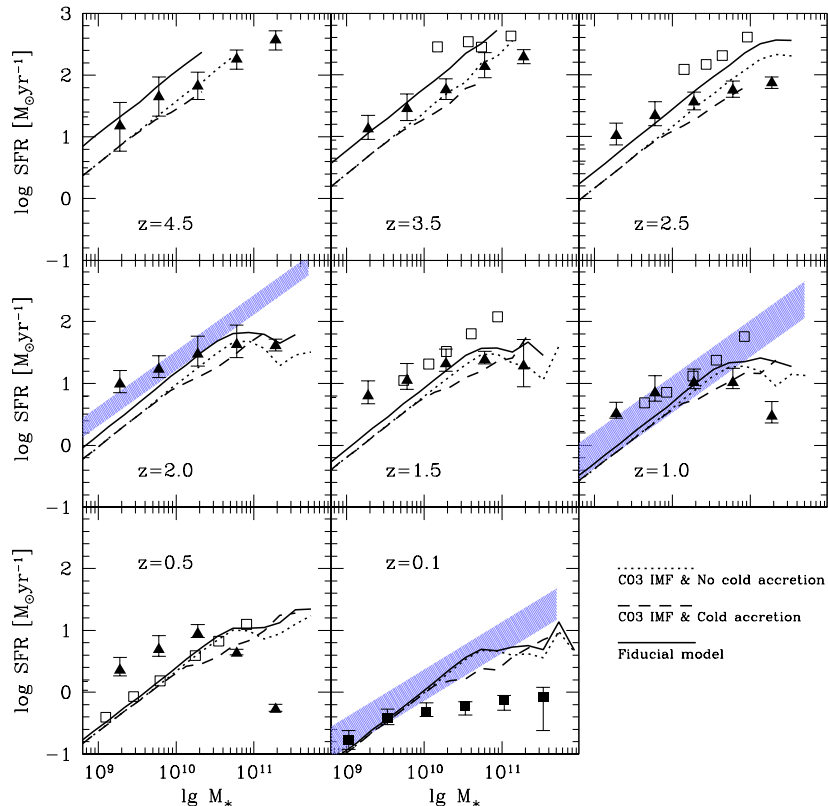 3
2
1
0
−1
log SFR [M⊙yr⁻¹]
z=4.5
z=3.5
z=2.5
2
1
0
−1
log SFR [M⊙yr⁻¹]
z=2.0
z=1.5
z=1.0
2
1
0
−1
log SFR [M⊙yr⁻¹]
z=0.5
z=0.1
C03 IMF & No cold accretion
C03 IMF & Cold accretion
Fiducial model
10⁹ 10¹⁰ 10¹¹ 10⁹ 10¹⁰ 10¹¹
lg M* lg M*